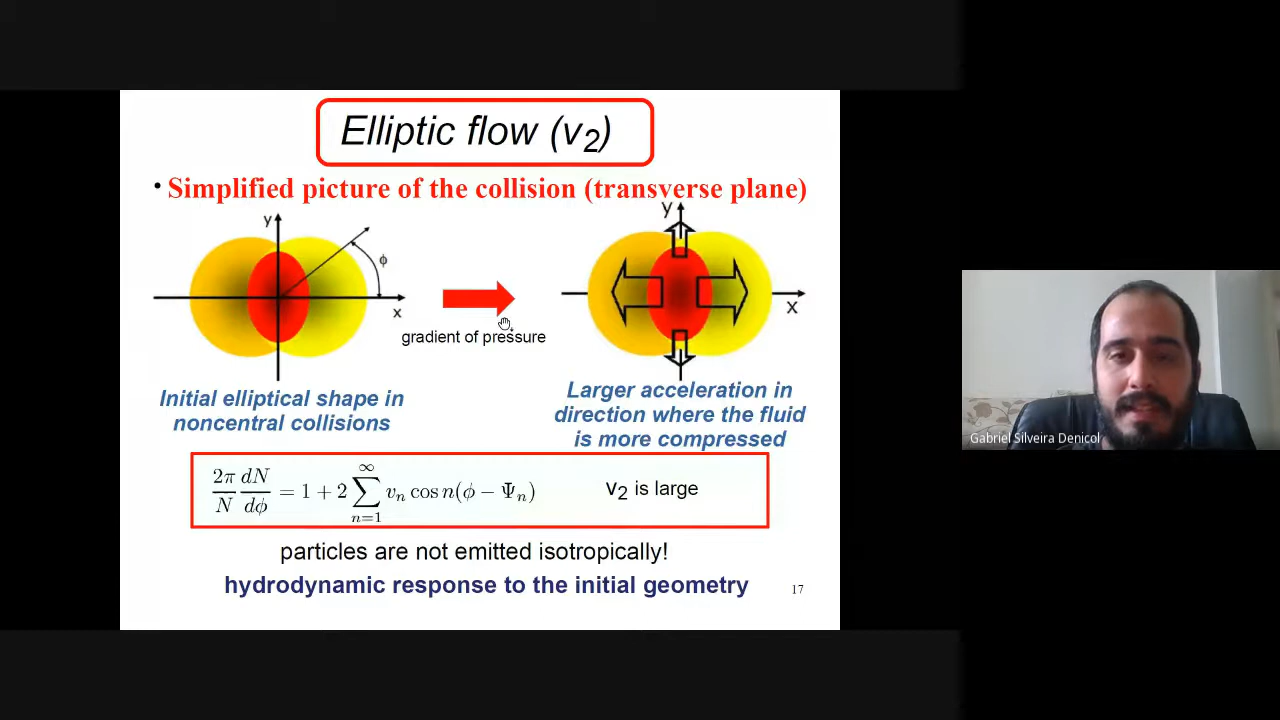 Elliptic flow (v2)
• Simplified picture of the collision (transverse plane)
y
ϕ
x
gradient of pressure
y
x
Initial elliptical shape in
noncentral collisions
Larger acceleration in
direction where the fluid
is more compressed
2π/N dN/dϕ = 1 + 2 ∑_{n=1}^{∞} v_n cos n(ϕ − Ψ_n)
v2 is large
particles are not emitted isotropically!
hydrodynamic response to the initial geometry
17
Gabriel Silveira Denicol